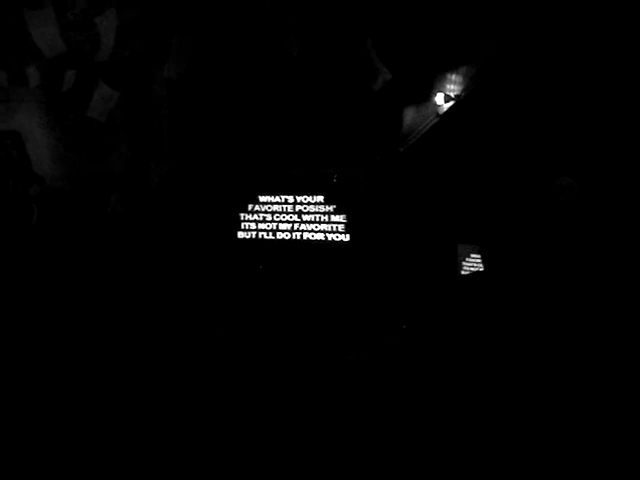 WHAT'S YOUR
FAVORITE POSISH'
THAT'S COOL WITH ME
ITS NOT MY FAVORITE
BUT I'LL DO IT FOR YOU